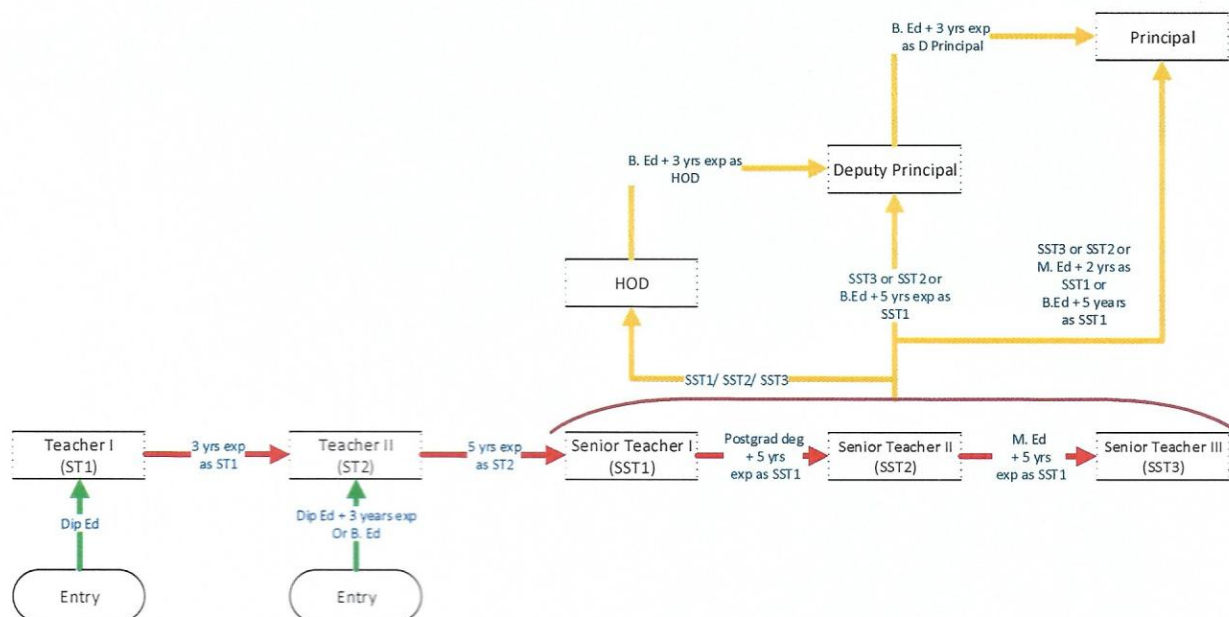 B. Ed + 3 yrs exp
as D Principal
Principal
B. Ed + 3 yrs exp as
HOD
Deputy Principal
HOD
SST3 or SST2 or
B.Ed + 5 yrs exp as
SST1
SST3 or SST2 or
M. Ed + 2 yrs as
SST1 or
B.Ed + 5 years
as SST1
SST1/ SST2/ SST3
Teacher I
(ST1)
3 yrs exp
as ST1
Teacher II
(ST2)
5 yrs exp
as ST2
Senior Teacher I
(SST1)
Postgrad deg
+ 5 yrs
exp as SST1
Senior Teacher II
(SST2)
M. Ed
+ 5 yrs
exp as SST1
Senior Teacher III
(SST3)
Dip Ed
Dip Ed + 3 years exp
Or B. Ed
Entry
Entry